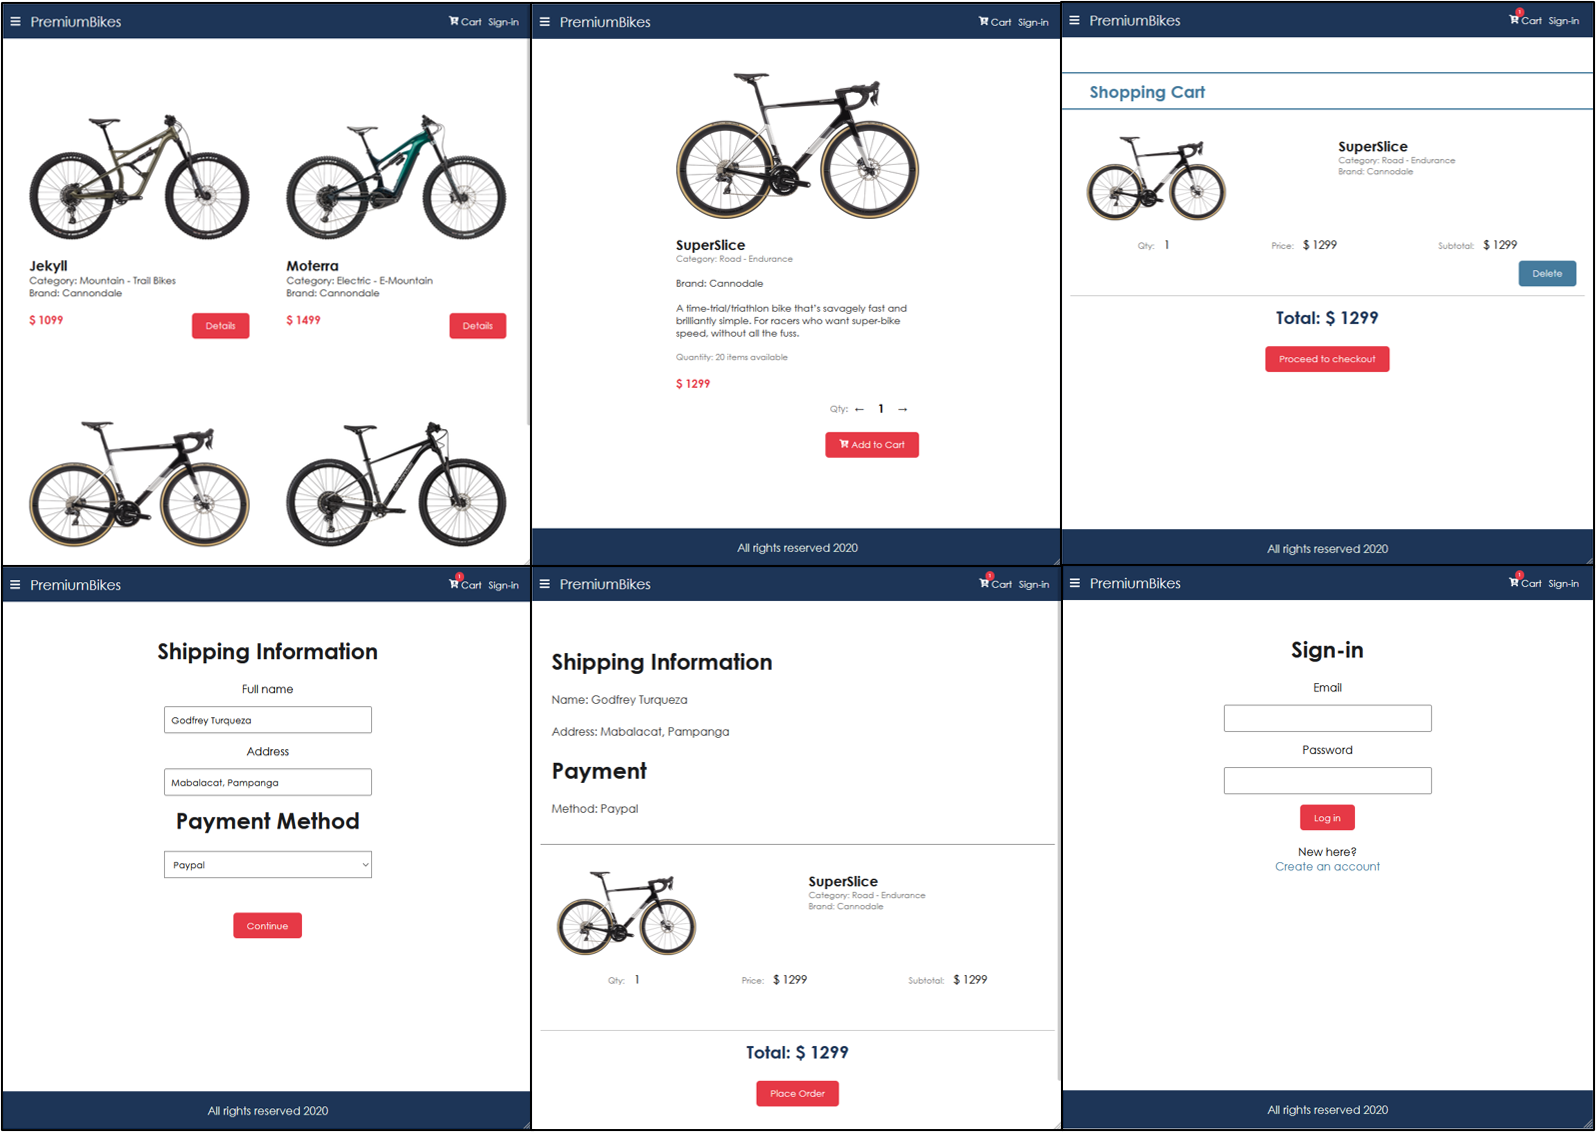 PremiumBikes
Cart Sign-in
Jekyll
Category: Mountain - Trail Bikes
Brand: Cannondale
$ 1099
Details
Moterra
Category: Electric - E-Mountain
Brand: Cannondale
$ 1499
Details
PremiumBikes
Cart Sign-in
SuperSlice
Category: Road - Endurance
Brand: Cannodale
A time-trial/triathlon bike that's savagely fast and
brilliantly simple. For racers who want super-bike
speed, without all the fuss.
Quantity: 20 items available
$ 1299
Qty: ← 1 →
Add to Cart
All rights reserved 2020
PremiumBikes
1
Cart Sign-in
Shopping Cart
SuperSlice
Category: Road - Endurance
Brand: Cannodale
Qty: 1 Price: $ 1299 Subtotal: $ 1299
Delete
Total: $ 1299
Proceed to checkout
All rights reserved 2020
PremiumBikes
1
Cart Sign-in
Shipping Information
Full name
Godfrey Turqueza
Address
Mabalacat, Pampanga
Payment Method
Paypal
Continue
All rights reserved 2020
PremiumBikes
1
Cart Sign-in
Shipping Information
Name: Godfrey Turqueza
Address: Mabalacat, Pampanga
Payment
Method: Paypal
SuperSlice
Category: Road - Endurance
Brand: Cannodale
Qty: 1 Price: $ 1299 Subtotal: $ 1299
Total: $ 1299
Place Order
PremiumBikes
1
Cart Sign-in
Sign-in
Email
Password
Log in
New here?
Create an account
All rights reserved 2020